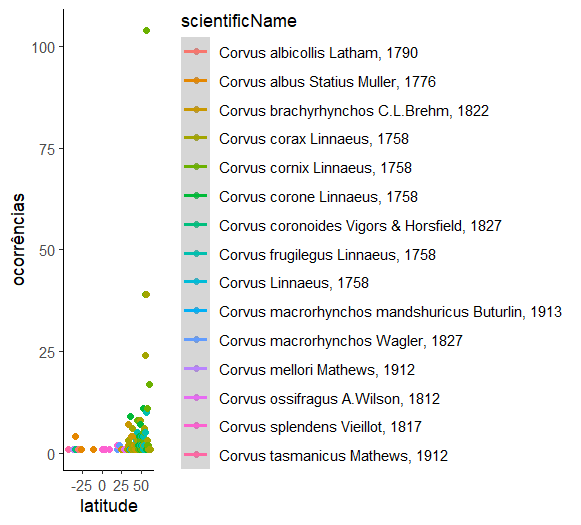 scientificName
100
75
50
25
0
ocorrências
-25 0 25 50
latitude
Corvus albicollis Latham, 1790
Corvus albus Statius Muller, 1776
Corvus brachyrhynchos C.L.Brehm, 1822
Corvus corax Linnaeus, 1758
Corvus cornix Linnaeus, 1758
Corvus corone Linnaeus, 1758
Corvus coronoides Vigors & Horsfield, 1827
Corvus frugilegus Linnaeus, 1758
Corvus Linnaeus, 1758
Corvus macrorhynchos mandshuricus Buturlin, 1913
Corvus macrorhynchos Wagler, 1827
Corvus mellori Mathews, 1912
Corvus ossifragus A.Wilson, 1812
Corvus splendens Vieillot, 1817
Corvus tasmanicus Mathews, 1912